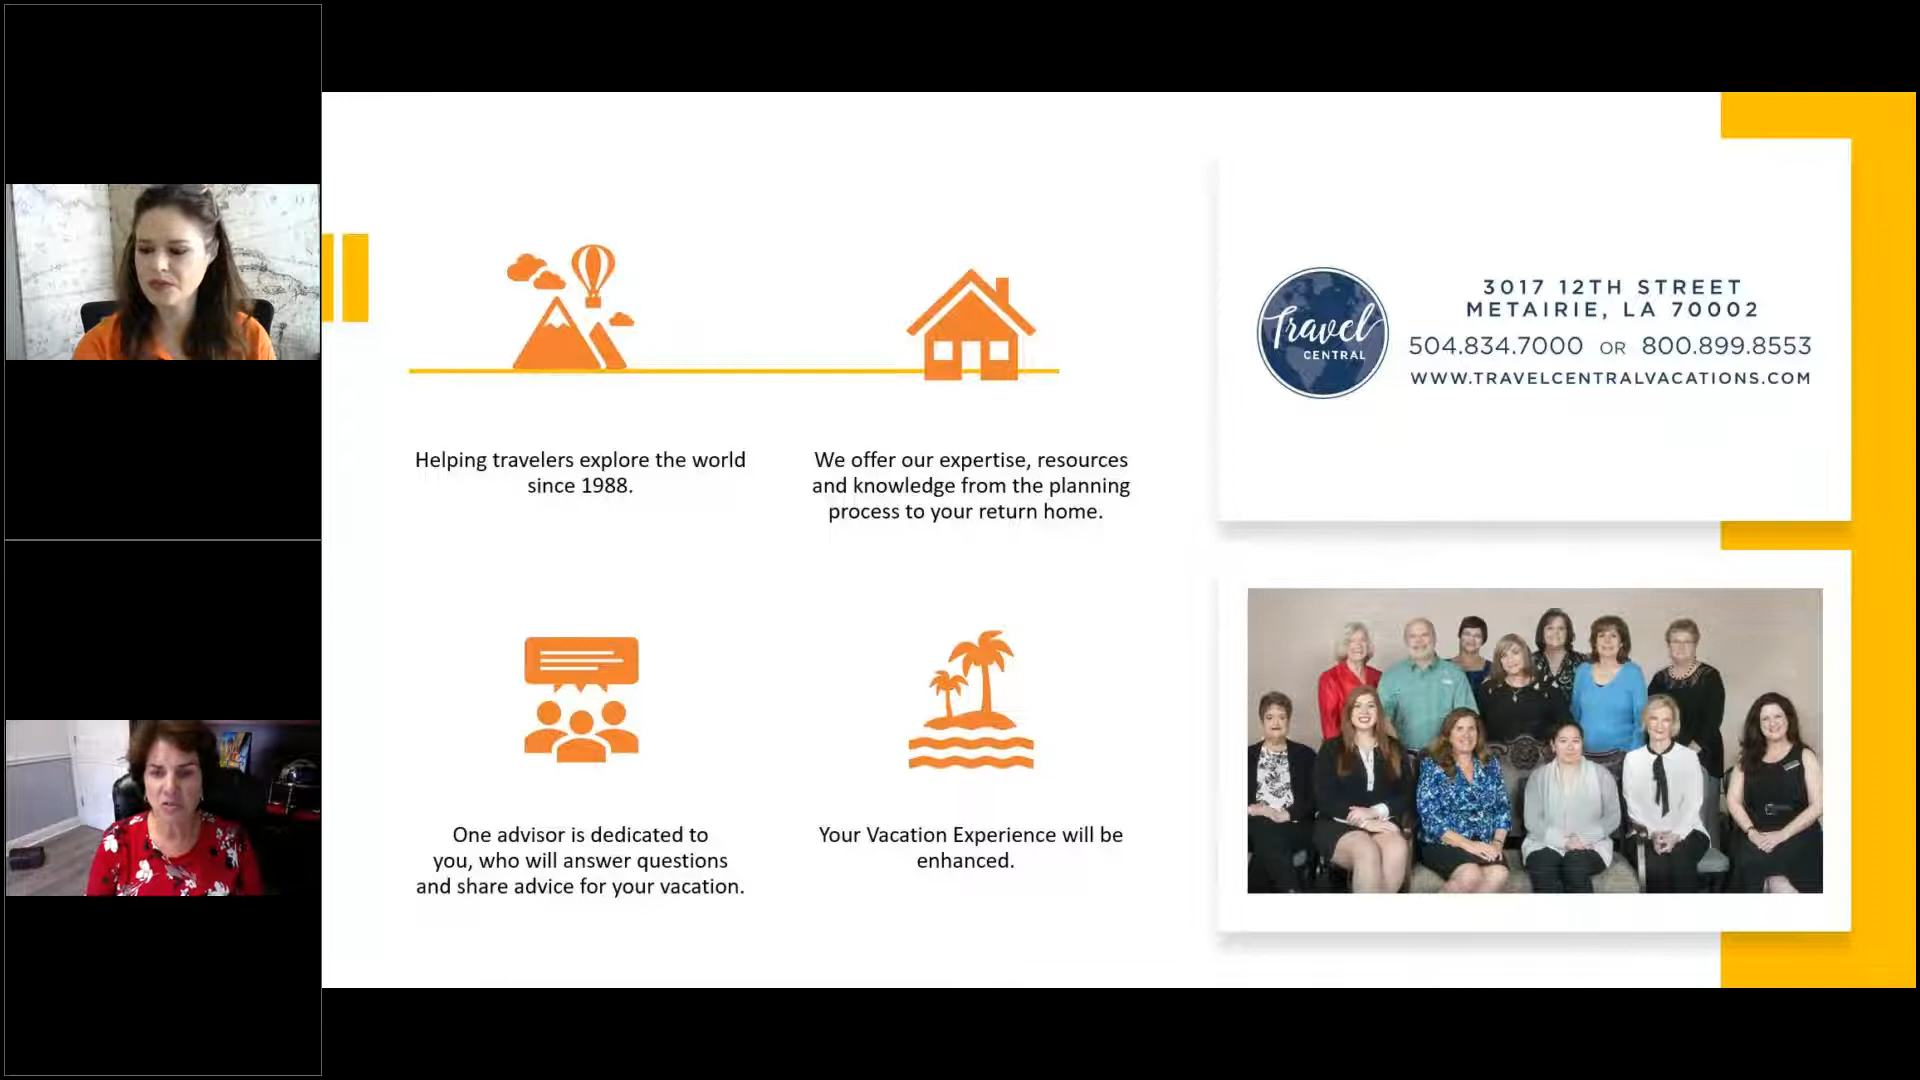 Helping travelers explore the world
since 1988.
We offer our expertise, resources
and knowledge from the planning
process to your return home.
One advisor is dedicated to
you, who will answer questions
and share advice for your vacation.
Your Vacation Experience will be
enhanced.
Travel
CENTRAL
3017 12TH STREET
METAIRIE, LA 70002
504.834.7000 OR 800.899.8553
WWW.TRAVELCENTRALVACATIONS.COM